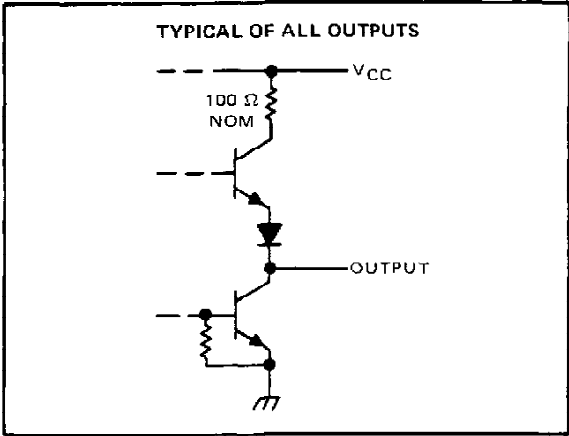 TYPICAL OF ALL OUTPUTS
VCC
100 Ω
NOM
OUTPUT